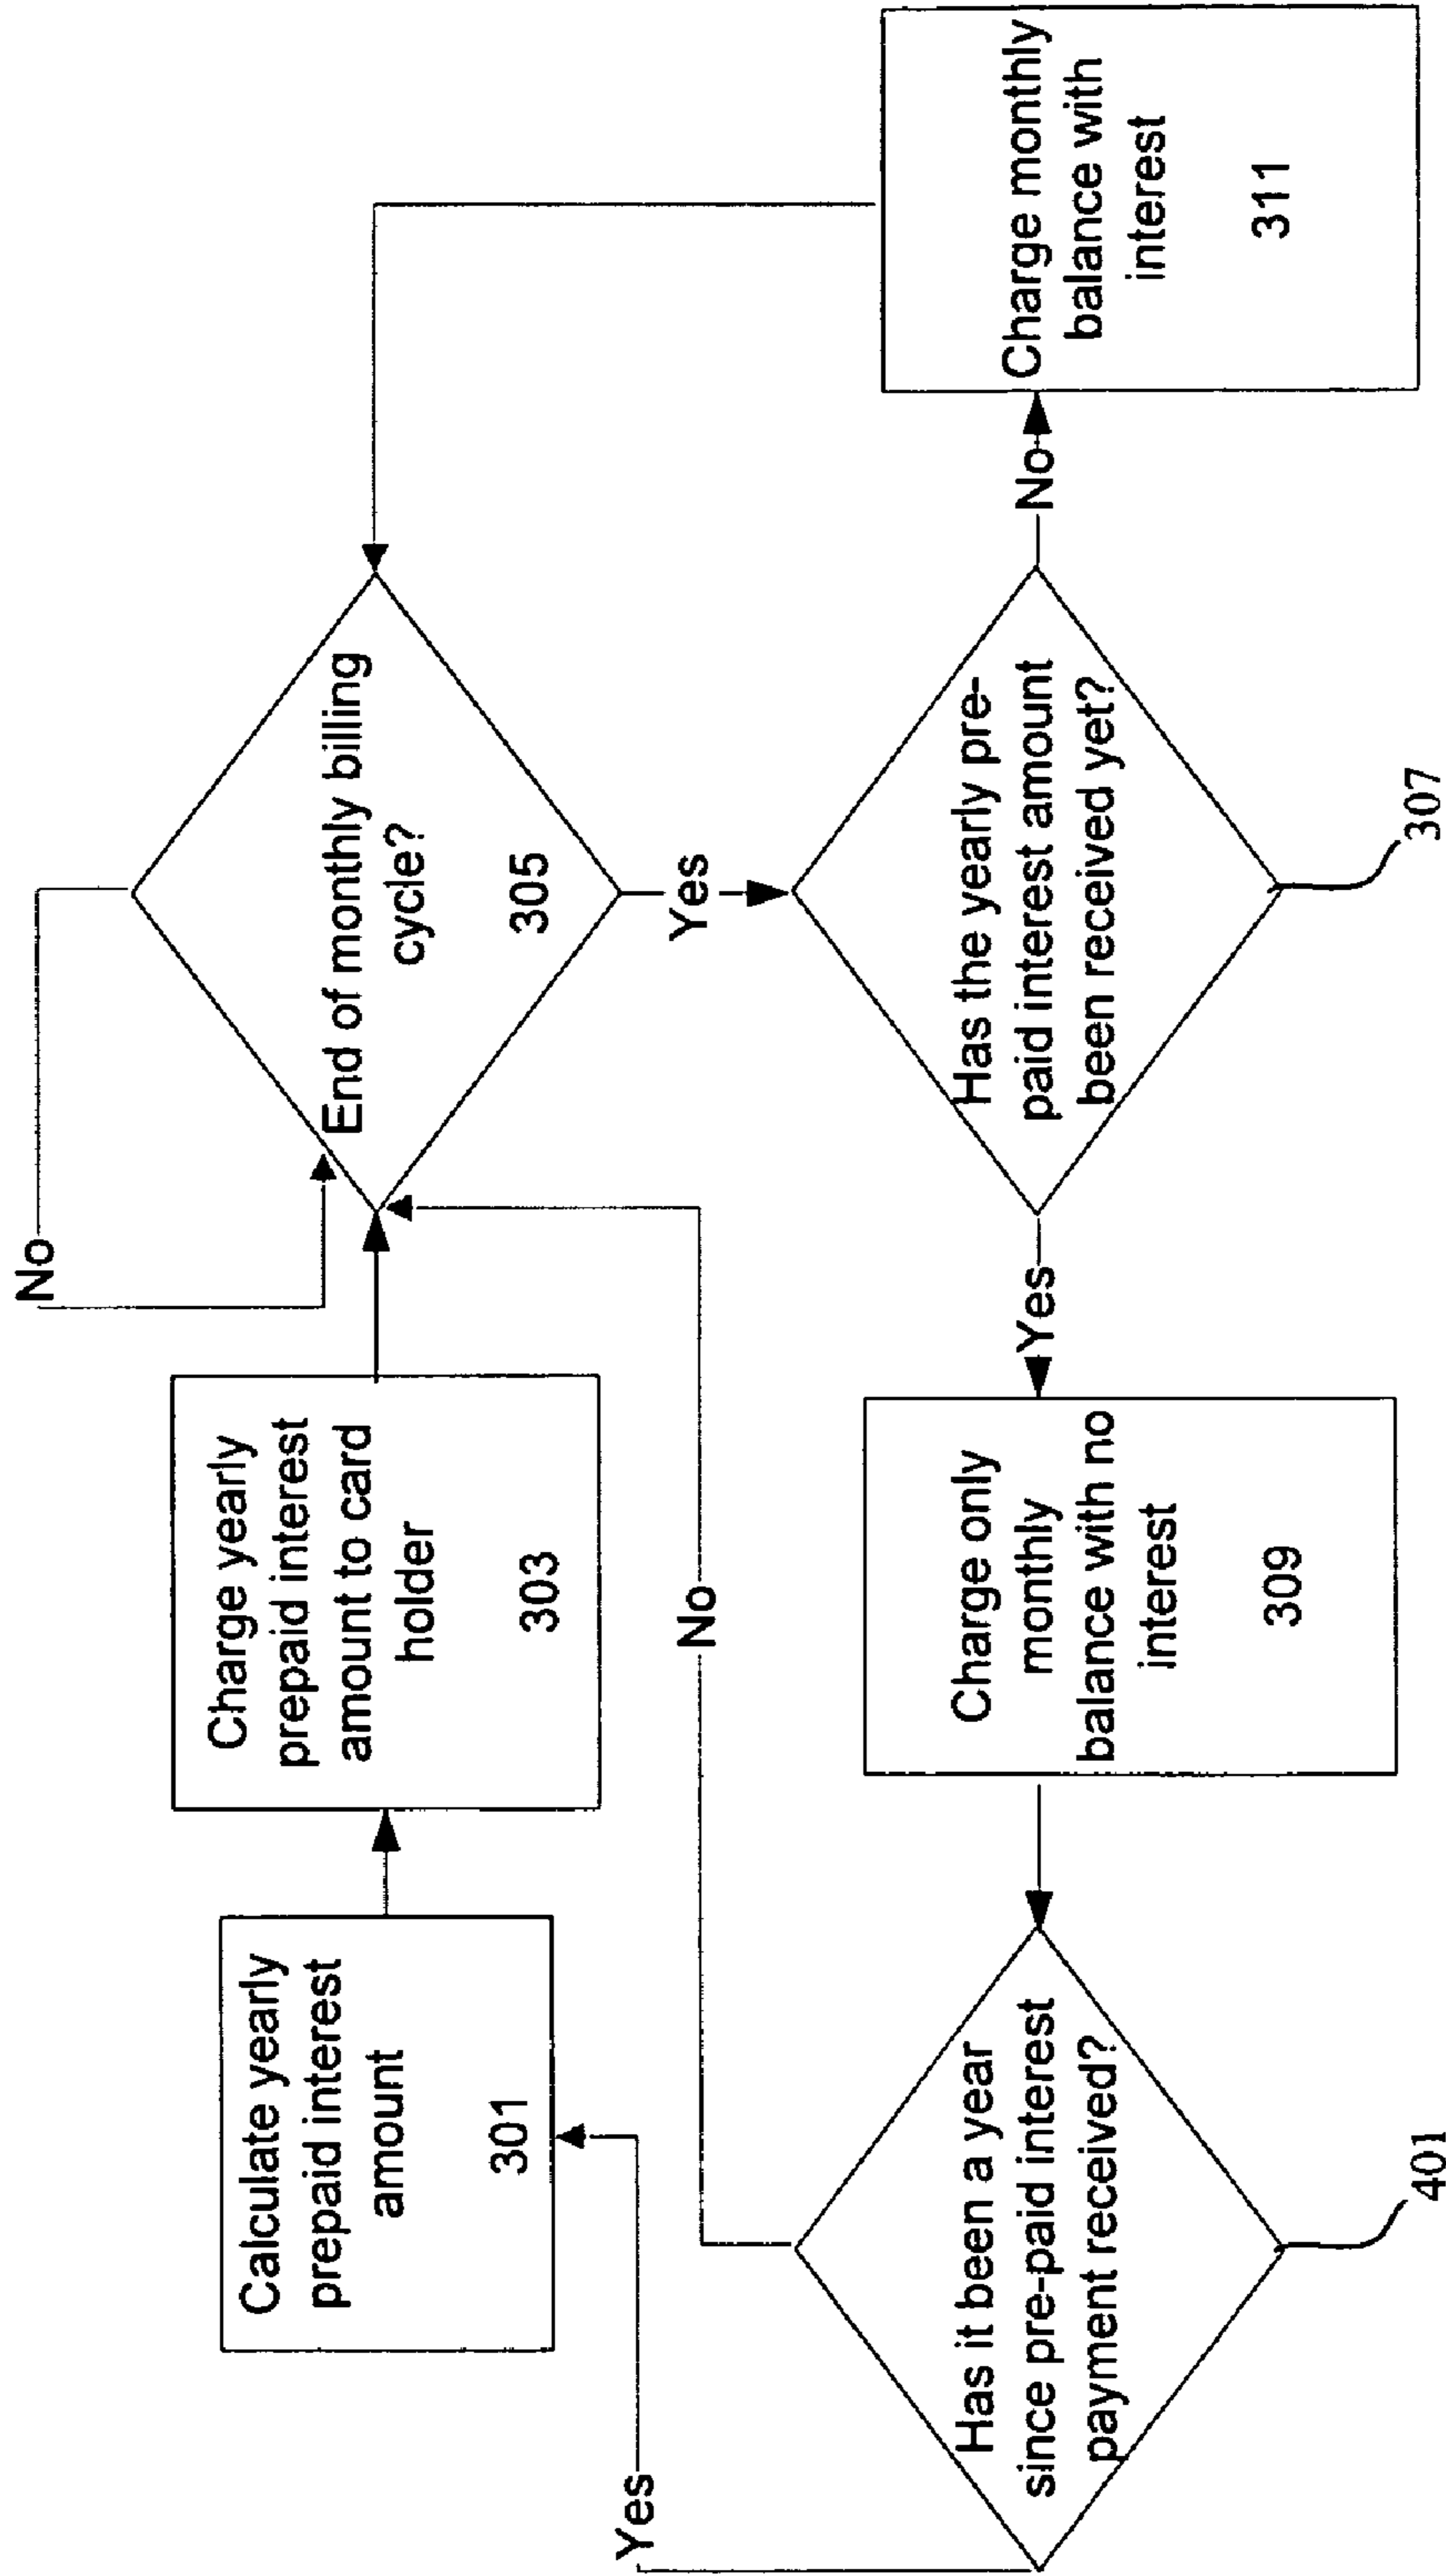 Calculate yearly
prepaid interest
amount
301
Charge yearly
prepaid interest
amount to card
holder
303
No
End of monthly billing
cycle?
305
Yes
No
Yes
Has it been a year
since pre-paid interest
payment received?
401
Charge only
monthly
balance with no
interest
309
Yes
Has the yearly pre-
paid interest amount
been received yet?
307
No
Charge monthly
balance with
interest
311